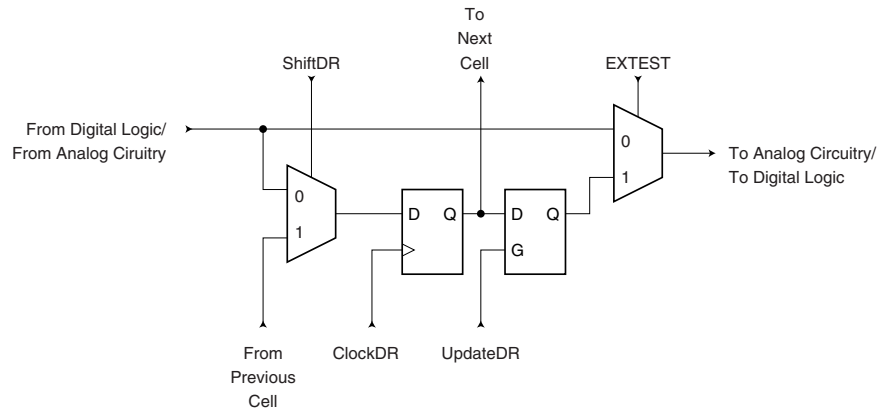 To
Next
Cell
ShiftDR
EXTEST
From Digital Logic/
From Analog Ciruitry
0
1
To Analog Circuitry/
To Digital Logic
0
1
D Q
D Q
G
From
Previous
Cell
ClockDR
UpdateDR